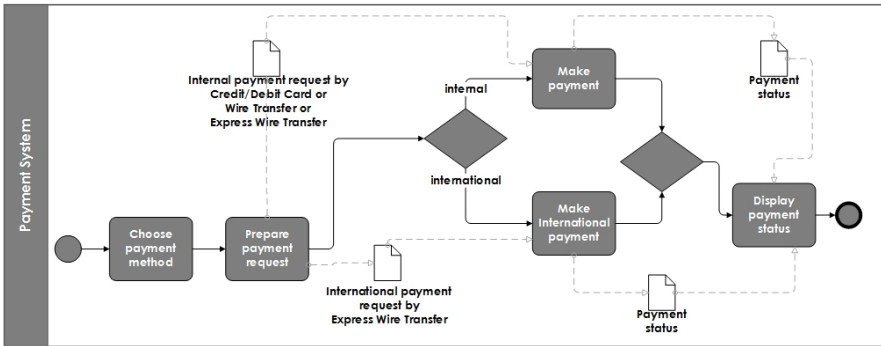 Payment System
Internal payment request by
Credit/Debit Card or
Wire Transfer or
Express Wire Transfer
internal
Make
payment
Payment
status
international
Choose
payment
method
Prepare
payment
request
Make
International
payment
Display
payment
status
International payment
request by
Express Wire Transfer
Payment
status